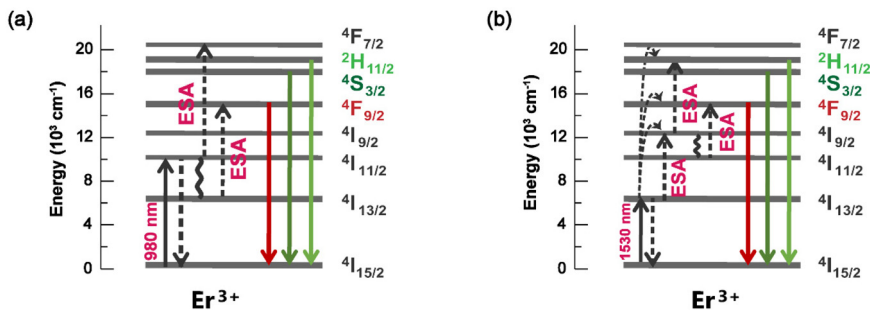 (a)
Energy (10³ cm⁻¹)
20
16
12
8
4
0
980 nm
ESA
ESA
⁴F₇/₂
²H₁₁/₂
⁴S₃/₂
⁴F₉/₂
⁴I₉/₂
⁴I₁₁/₂
⁴I₁₃/₂
⁴I₁₅/₂
Er³⁺
(b)
Energy (10³ cm⁻¹)
20
16
12
8
4
0
1530 nm
ESA
ESA
ESA
⁴F₇/₂
²H₁₁/₂
⁴S₃/₂
⁴F₉/₂
⁴I₉/₂
⁴I₁₁/₂
⁴I₁₃/₂
⁴I₁₅/₂
Er³⁺